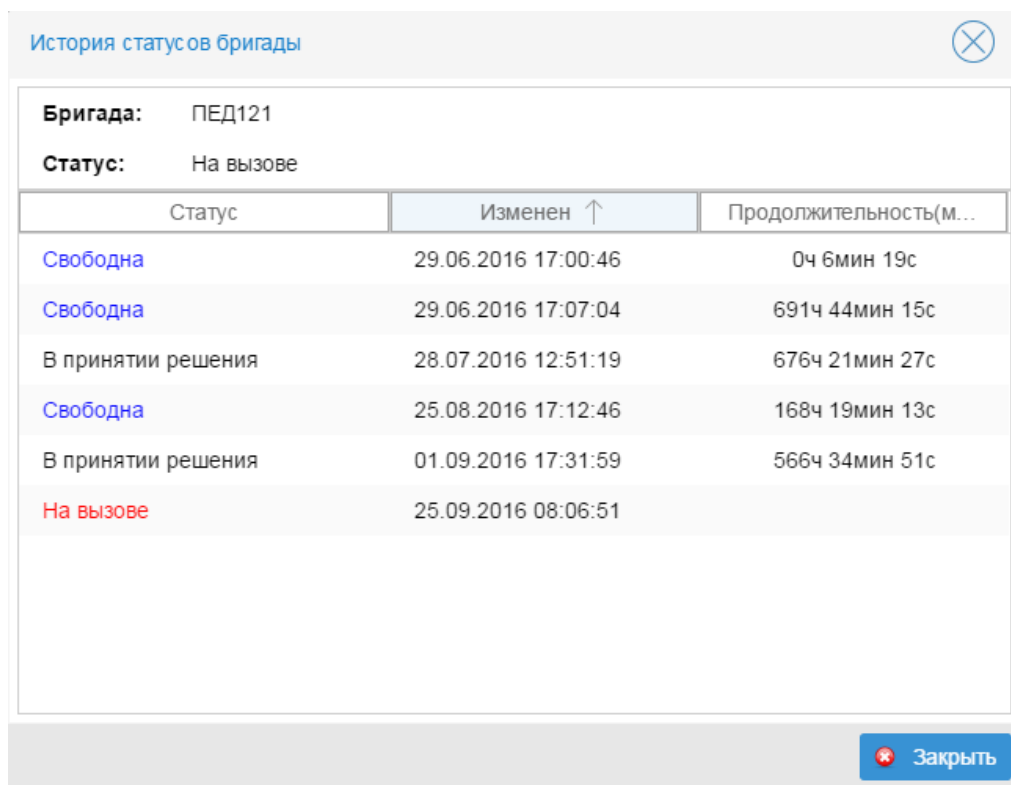 История статусов бригады
Бригада: ПЕД121
Статус: На вызове
Статус Изменен ↑ Продолжительность(м...
Свободна 29.06.2016 17:00:46 0ч 6мин 19с
Свободна 29.06.2016 17:07:04 691ч 44мин 15с
В принятии решения 28.07.2016 12:51:19 676ч 21мин 27с
Свободна 25.08.2016 17:12:46 168ч 19мин 13с
В принятии решения 01.09.2016 17:31:59 566ч 34мин 51с
На вызове 25.09.2016 08:06:51
Закрыть